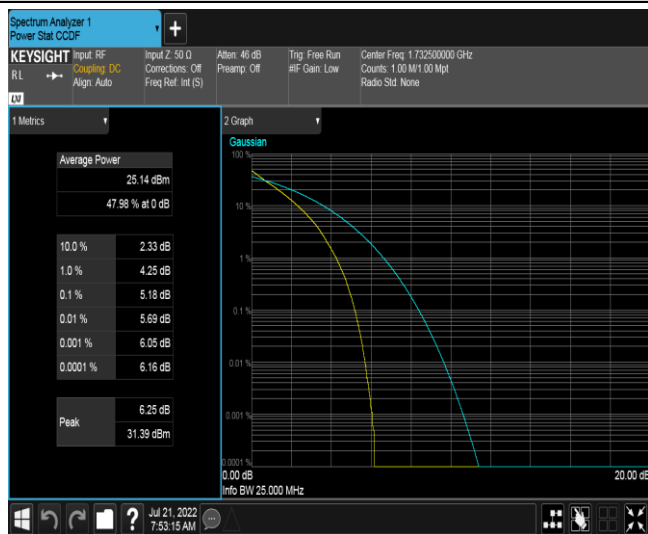 Spectrum Analyzer 1
Power Stat CCDF
+
KEYSIGHT
RL
LXI
Input: RF
Coupling: DC
Align: Auto
Input Z: 50 Ω
Corrections: Off
Freq Ref: Int (S)
Atten: 46 dB
Preamp: Off
Trig: Free Run
#IF Gain: Low
Center Freq: 1.732500000 GHz
Counts: 1.00 M/1.00 Mpt
Radio Std: None
1 Metrics
Average Power
25.14 dBm
47.98 % at 0 dB
10.0 % 2.33 dB
1.0 % 4.25 dB
0.1 % 5.18 dB
0.01 % 5.69 dB
0.001 % 6.05 dB
0.0001 % 6.16 dB
Peak
6.25 dB
31.39 dBm
2 Graph
Gaussian
100 %
10 %
1 %
0.1 %
0.01 %
0.001 %
0.0001 %
0.00 dB
20.00 dB
Info BW 25.000 MHz
?
Jul 21, 2022
7:53:15 AM